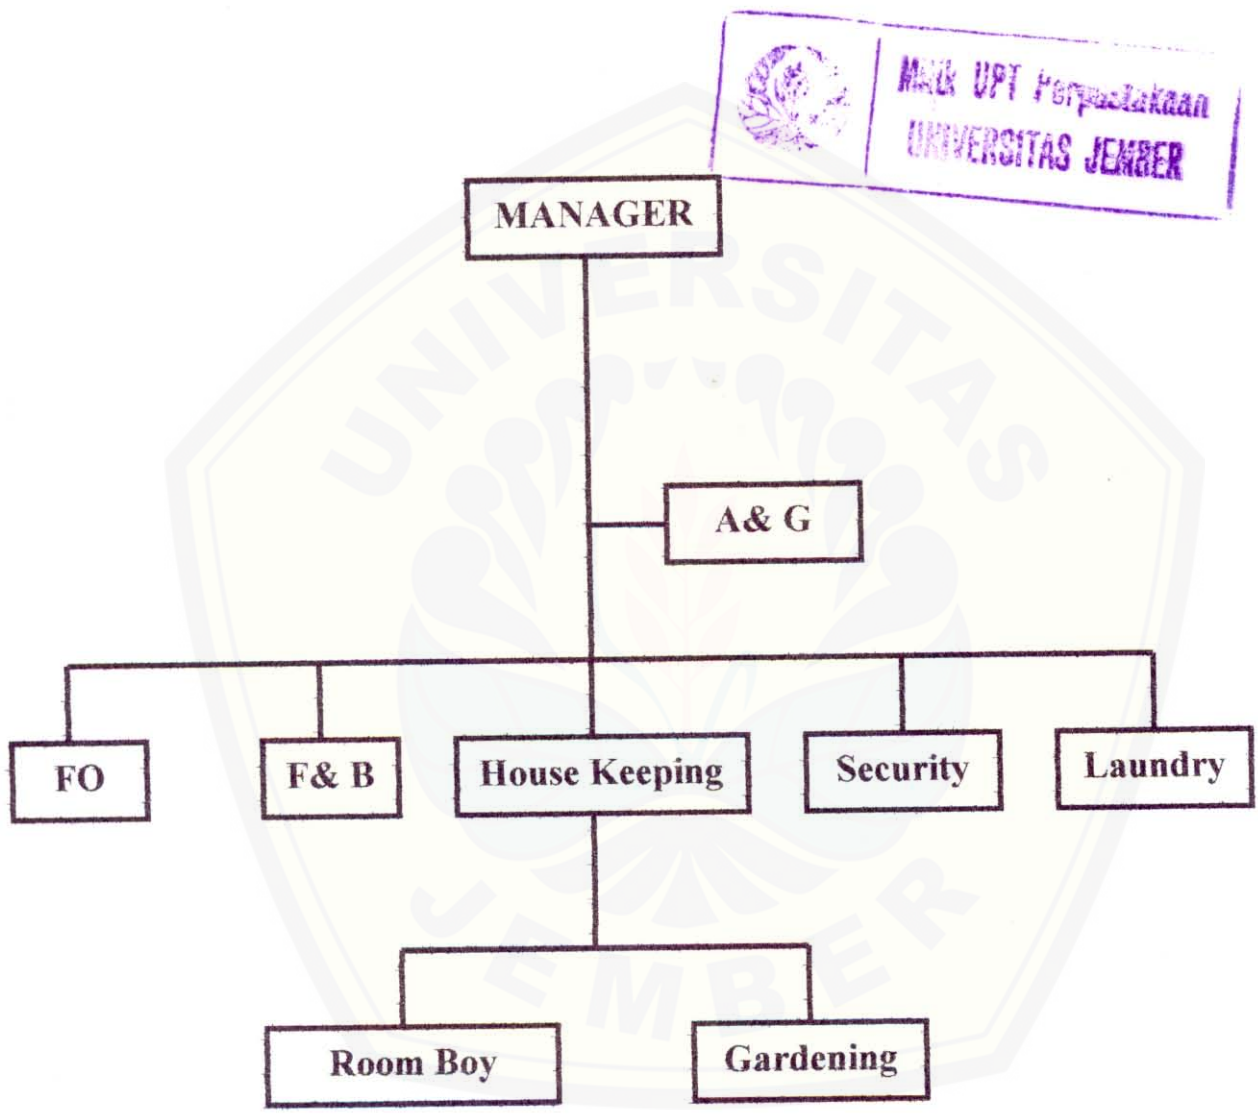 Milik UPT Perpustakaan
UNIVERSITAS JEMBER
MANAGER
UNIVERSITAS
A& G
FO
F& B
House Keeping
Security
Laundry
JEMBER
Room Boy
Gardening